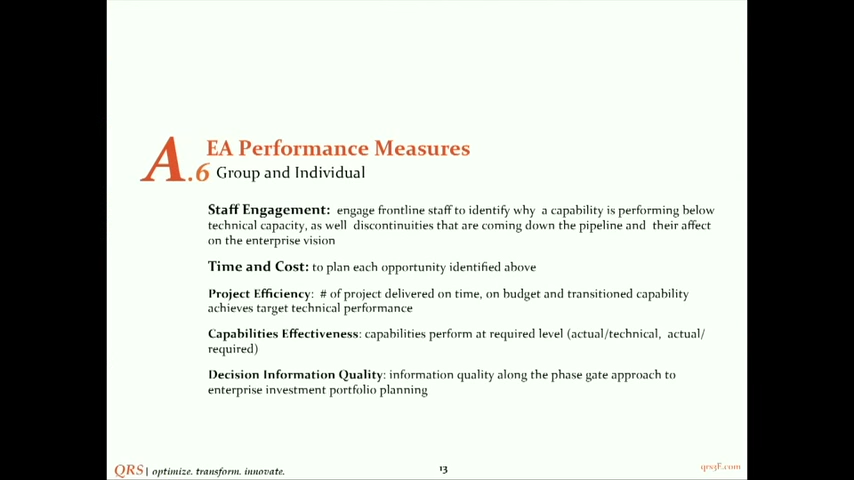 A.6
EA Performance Measures
Group and Individual
Staff Engagement: engage frontline staff to identify why a capability is performing below
technical capacity, as well discontinuities that are coming down the pipeline and their affect
on the enterprise vision
Time and Cost: to plan each opportunity identified above
Project Efficiency: # of project delivered on time, on budget and transitioned capability
achieves target technical performance
Capabilities Effectiveness: capabilities perform at required level (actual/technical, actual/
required)
Decision Information Quality: information quality along the phase gate approach to
enterprise investment portfolio planning
QRS | optimize. transform. innovate.
13